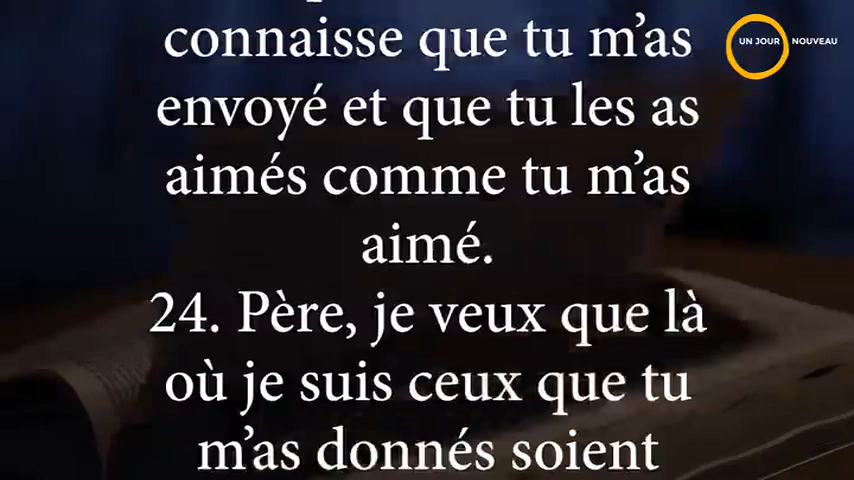 UN JOUR NOUVEAU
connaisse que tu m’as
envoyé et que tu les as
aimés comme tu m’as
aimé.
24. Père, je veux que là
où je suis ceux que tu
m’as donnés soient